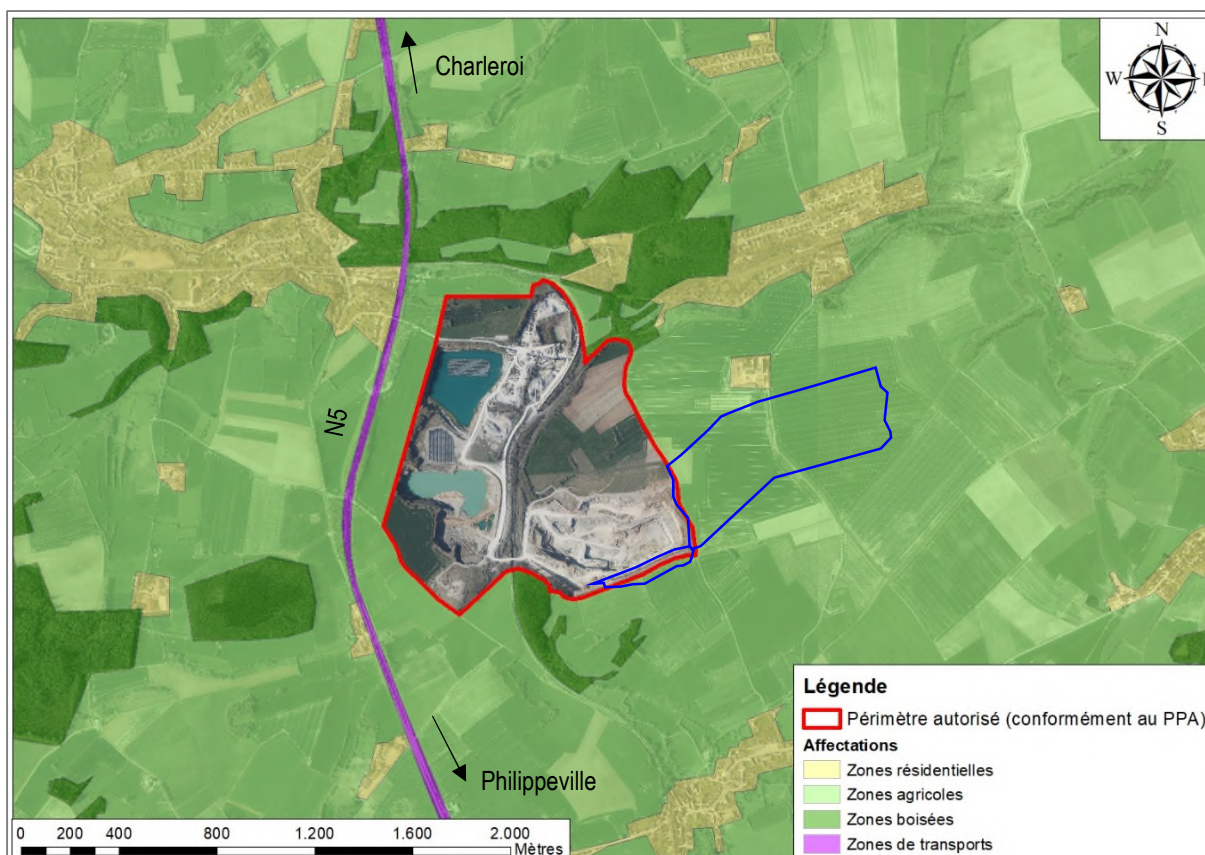 Charleroi
N
W
S
N5
Philippeville
Légende
Périmètre autorisé (conformément au PPA)
Affectations
Zones résidentielles
Zones agricoles
Zones boisées
Zones de transports
0 200 400 800 1.200 1.600 2.000
Mètres